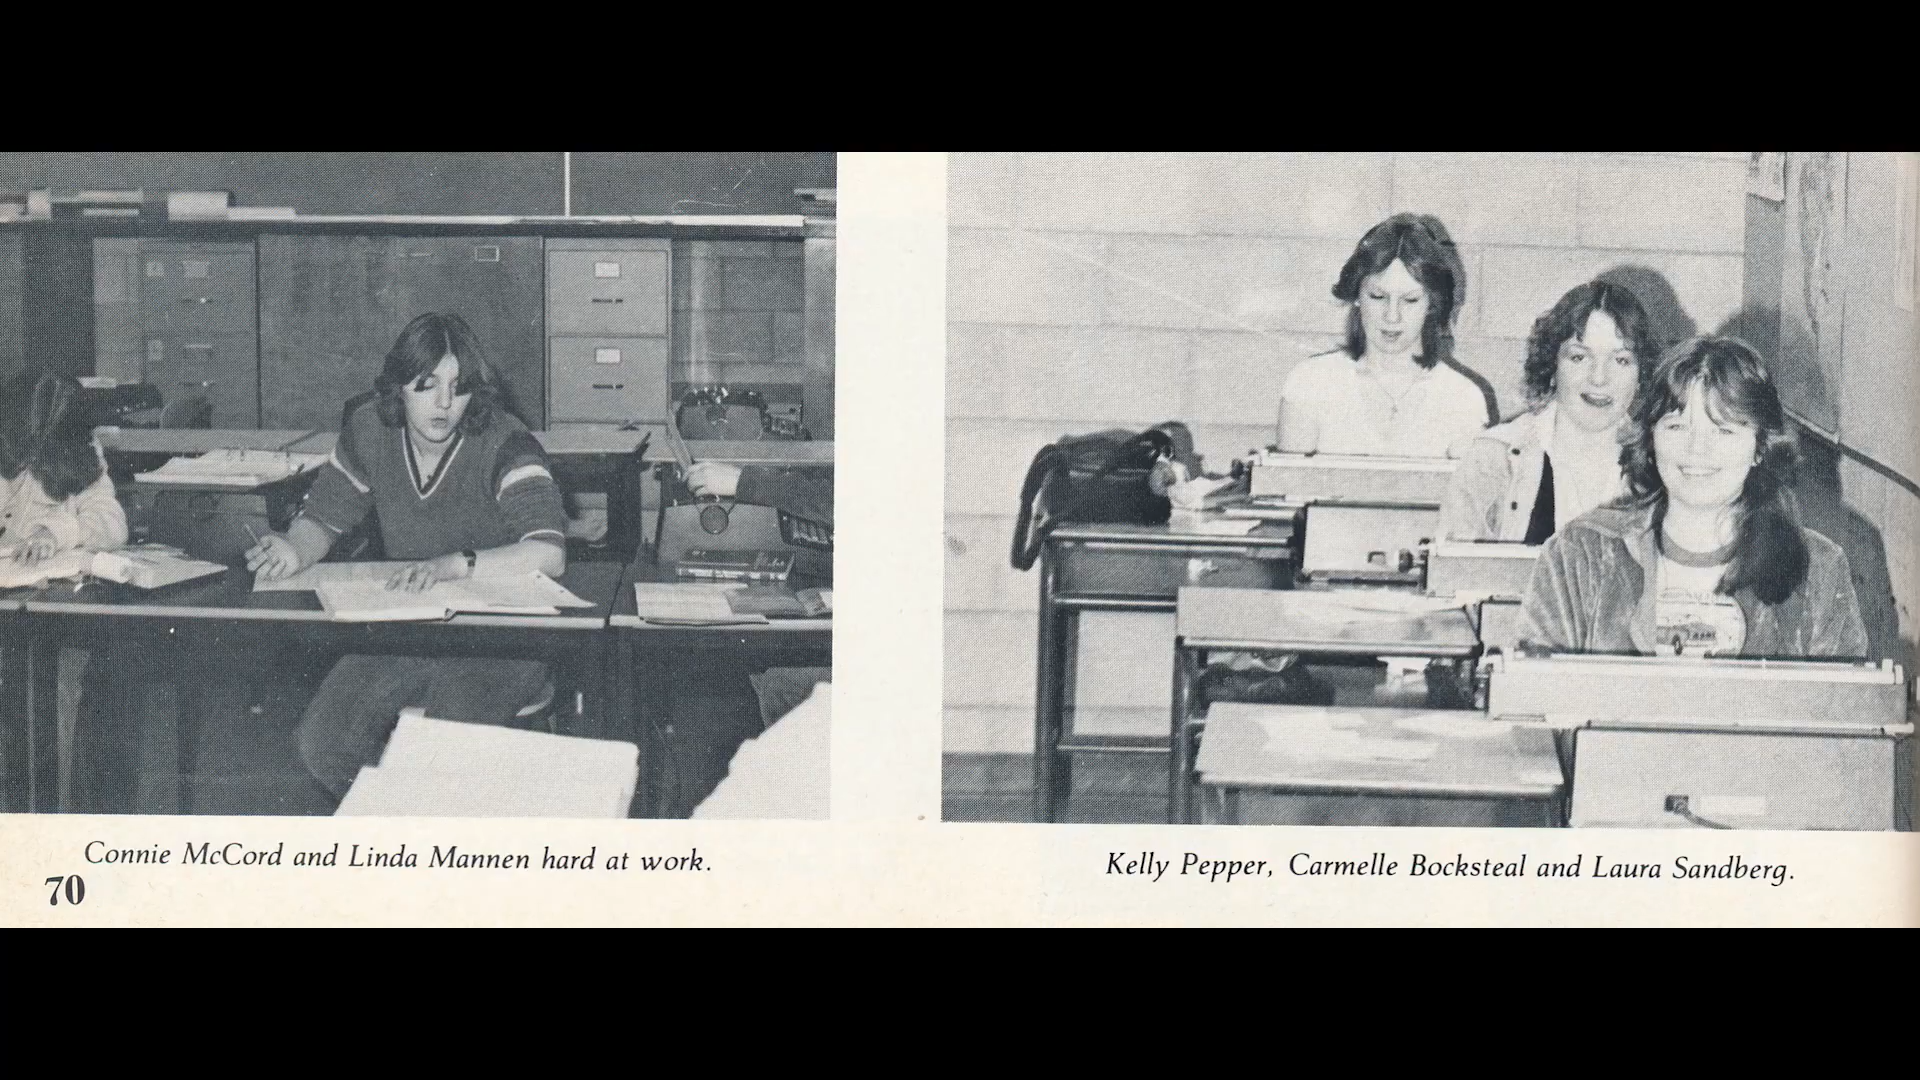 Connie McCord and Linda Mannen hard at work.
70
Kelly Pepper, Carmelle Bocksteal and Laura Sandberg.